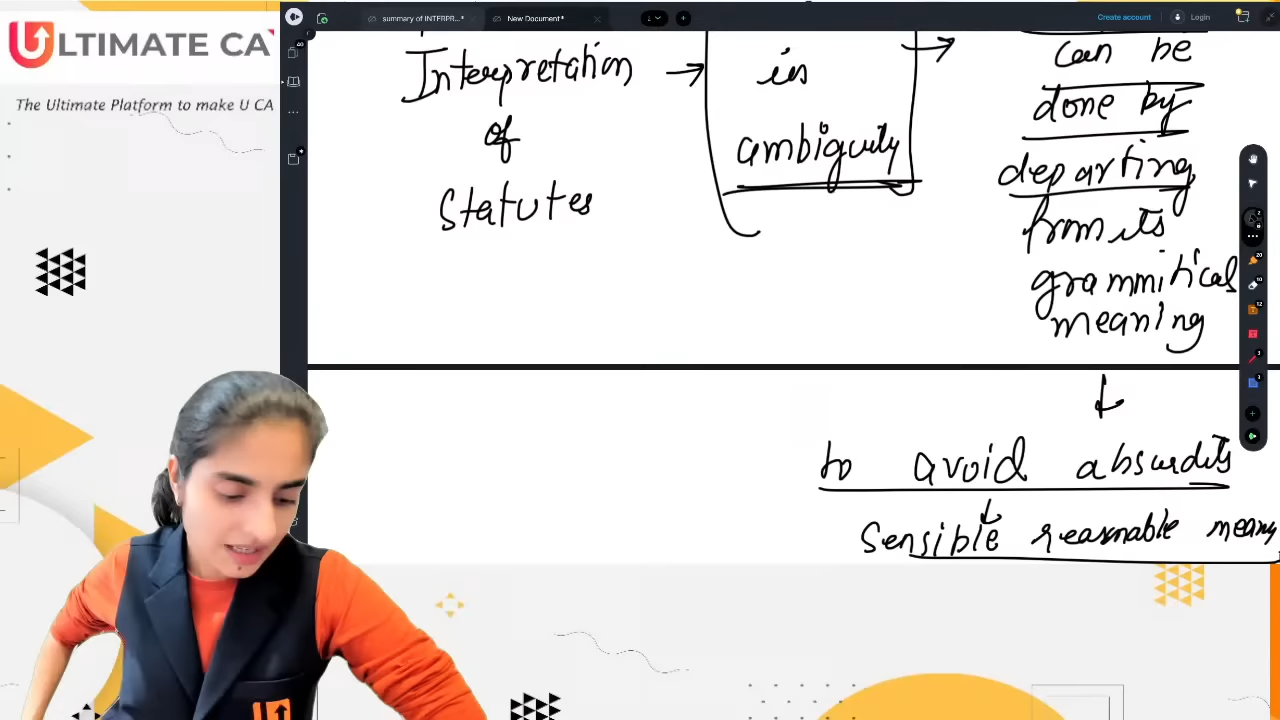 ULTIMATE CA
The Ultimate Platform to make U CA
summary of INTERPR...*
New Document*
Create account
Login
Interpretation
of
Statutes
is
ambiguity
can be
done by
departing
from its
grammitical
meaning
to avoid absurdity
Sensible reasonable meaning